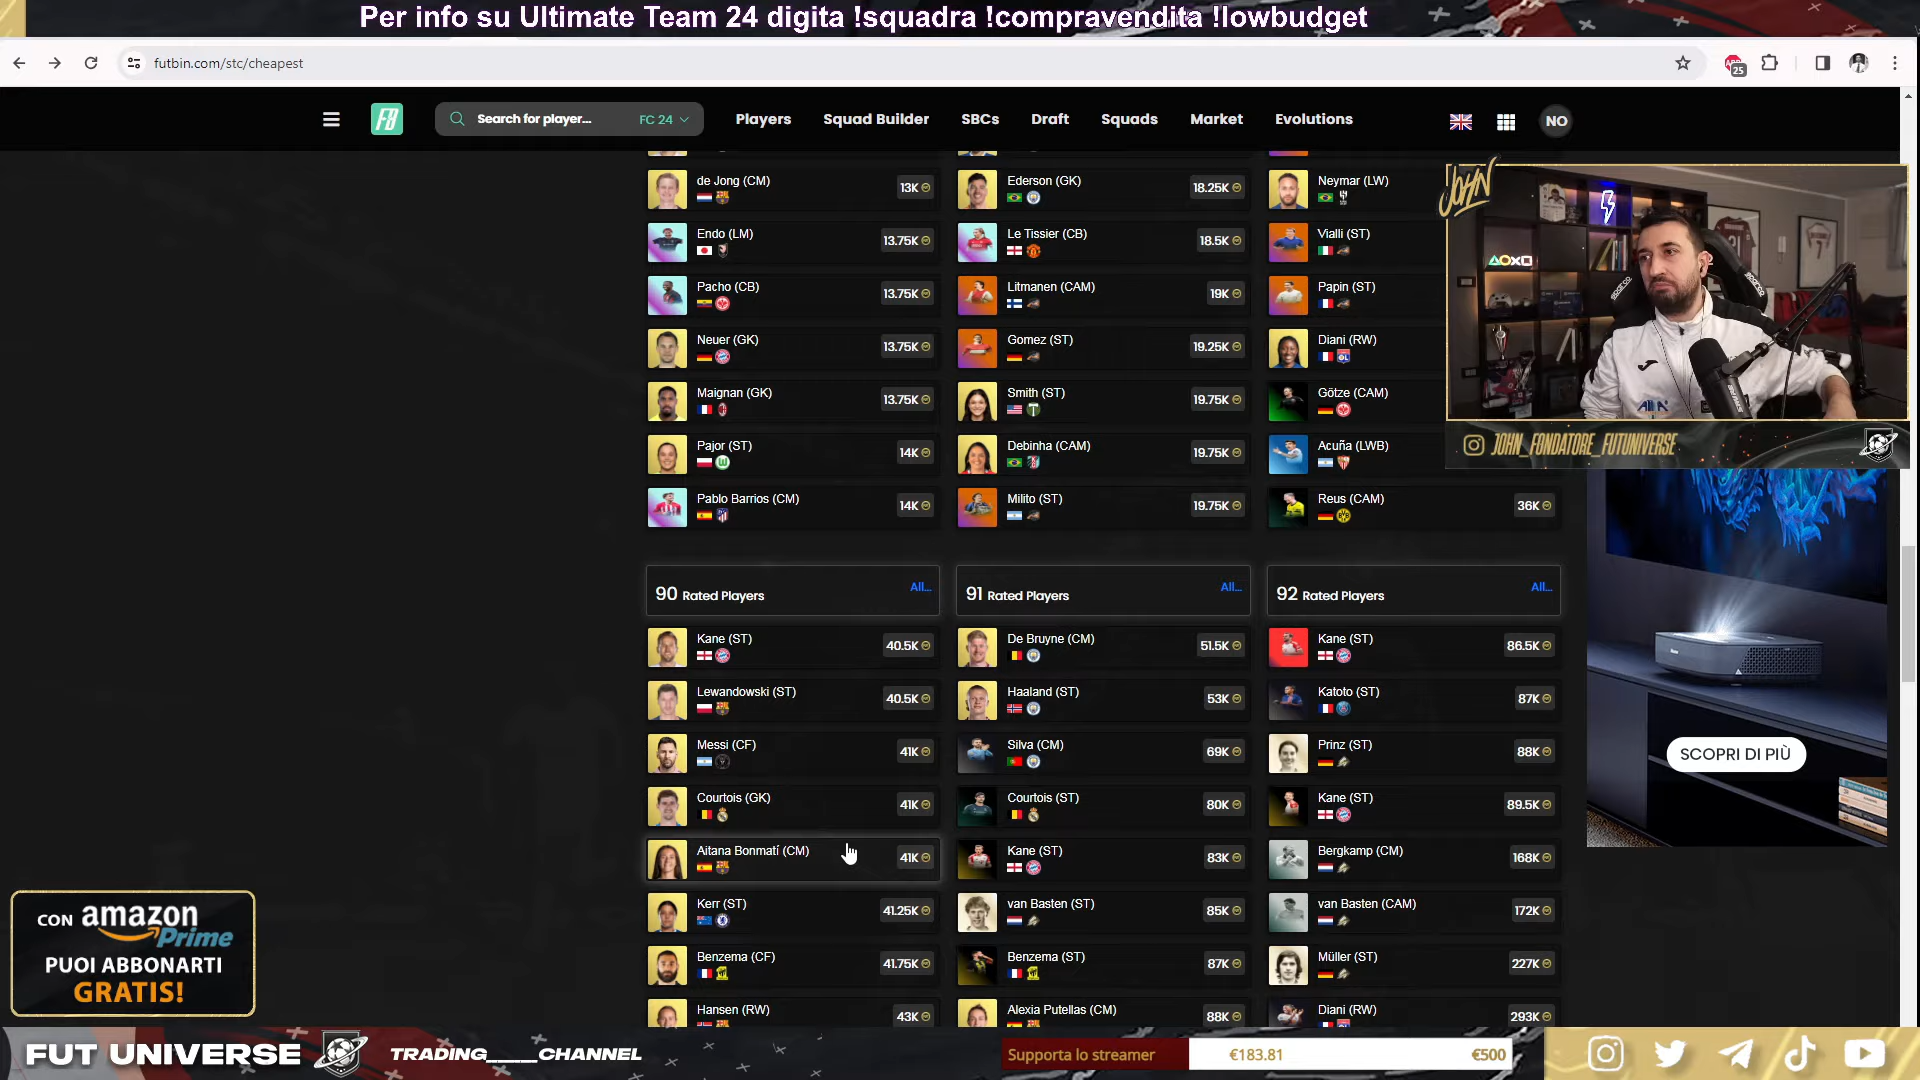 Per info su Ultimate Team 24 digita !squadra !compravendita !lowbudget
futbin.com/stc/cheapest
25
FB
Search for player...
FC 24
Players
Squad Builder
SBCs
Draft
Squads
Market
Evolutions
NO
de Jong (CM)
13K
Ederson (GK)
18.25K
Neymar (LW)
Endo (LM)
13.75K
Le Tissier (CB)
18.5K
Vialli (ST)
Pacho (CB)
13.75K
Litmanen (CAM)
19K
Papin (ST)
Neuer (GK)
13.75K
Gomez (ST)
19.25K
Diani (RW)
Maignan (GK)
13.75K
Smith (ST)
19.75K
Götze (CAM)
Pajor (ST)
14K
Debinha (CAM)
19.75K
Acuña (LWB)
Pablo Barrios (CM)
14K
Milito (ST)
19.75K
Reus (CAM)
36K
JOHN
JOHN_FONDATORE_FUTUNIVERSE
90 Rated Players
All...
91 Rated Players
All...
92 Rated Players
All...
Kane (ST)
40.5K
De Bruyne (CM)
51.5K
Kane (ST)
86.5K
Lewandowski (ST)
40.5K
Haaland (ST)
53K
Katoto (ST)
87K
Messi (CF)
41K
Silva (CM)
69K
Prinz (ST)
88K
Courtois (GK)
41K
Courtois (ST)
80K
Kane (ST)
89.5K
Aitana Bonmatí (CM)
41K
Kane (ST)
83K
Bergkamp (CM)
168K
Kerr (ST)
41.25K
van Basten (ST)
85K
van Basten (CAM)
172K
Benzema (CF)
41.75K
Benzema (ST)
87K
Müller (ST)
227K
Hansen (RW)
43K
Alexia Putellas (CM)
88K
Diani (RW)
293K
SCOPRI DI PIÙ
CON amazon
Prime
PUOI ABBONARTI
GRATIS!
FUT UNIVERSE
TRADING____CHANNEL
Supporta lo streamer
€183.81
€500